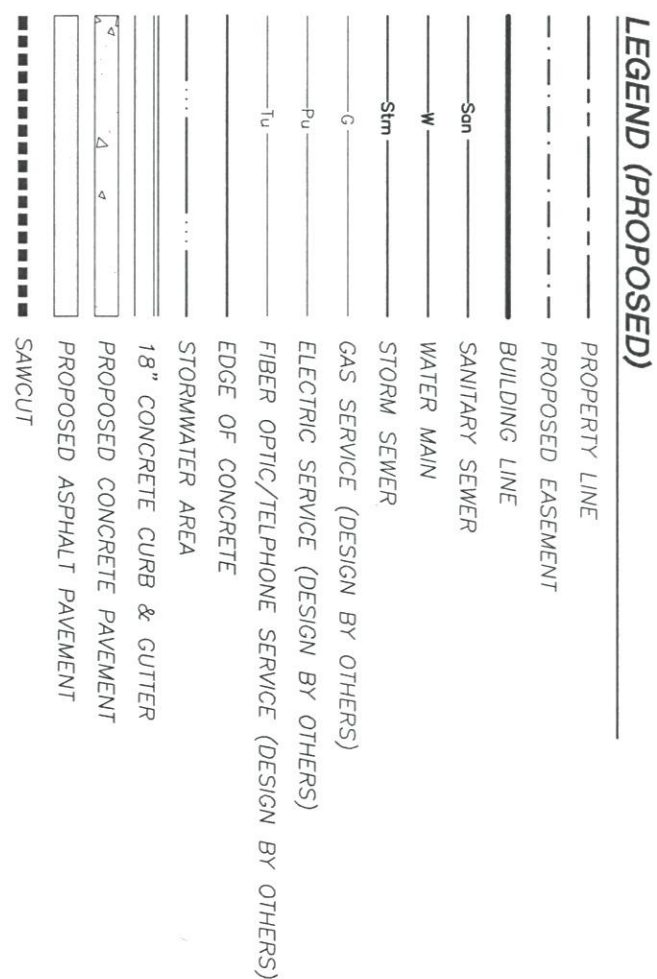 LEGEND (PROPOSED)
PROPERTY LINE
PROPOSED EASEMENT
BUILDING LINE
San SANITARY SEWER
W WATER MAIN
Stm STORM SEWER
G GAS SERVICE (DESIGN BY OTHERS)
Pu ELECTRIC SERVICE (DESIGN BY OTHERS)
Tu FIBER OPTIC/TELPHONE SERVICE (DESIGN BY OTHERS)
EDGE OF CONCRETE
STORMWATER AREA
18" CONCRETE CURB & GUTTER
PROPOSED CONCRETE PAVEMENT
PROPOSED ASPHALT PAVEMENT
SAWCUT